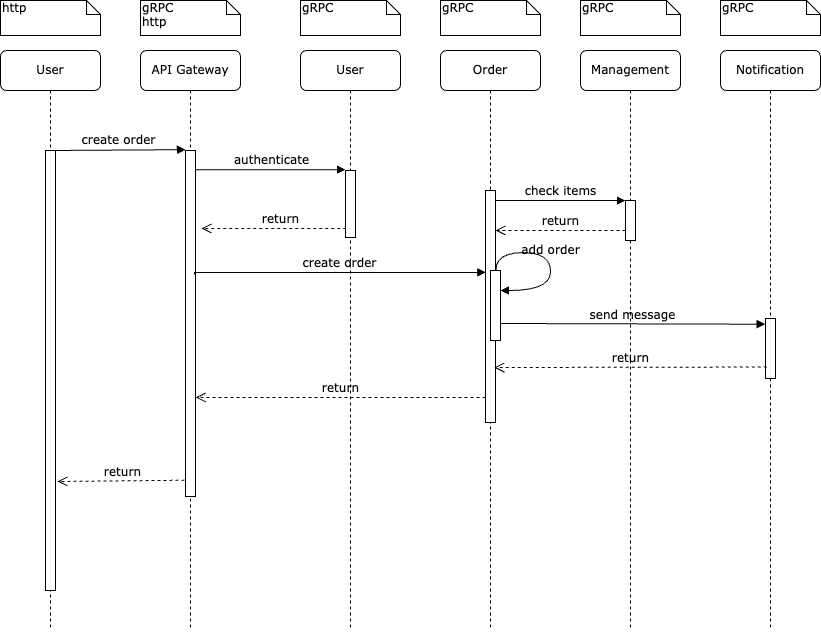 http
gRPC
http
gRPC
gRPC
gRPC
gRPC
User
API Gateway
User
Order
Management
Notification
create order
authenticate
check items
return
return
add order
create order
send message
return
return
return